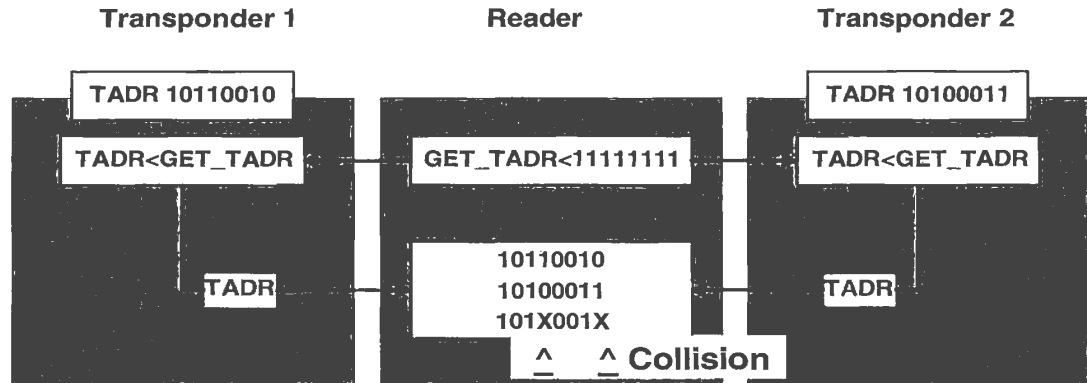 Transponder 1 Reader Transponder 2
TADR 10110010 TADR 10100011
TADR<GET_TADR GET_TADR<11111111 TADR<GET_TADR
10110010
TADR 10100011 TADR
101X001X
^ ^ Collision